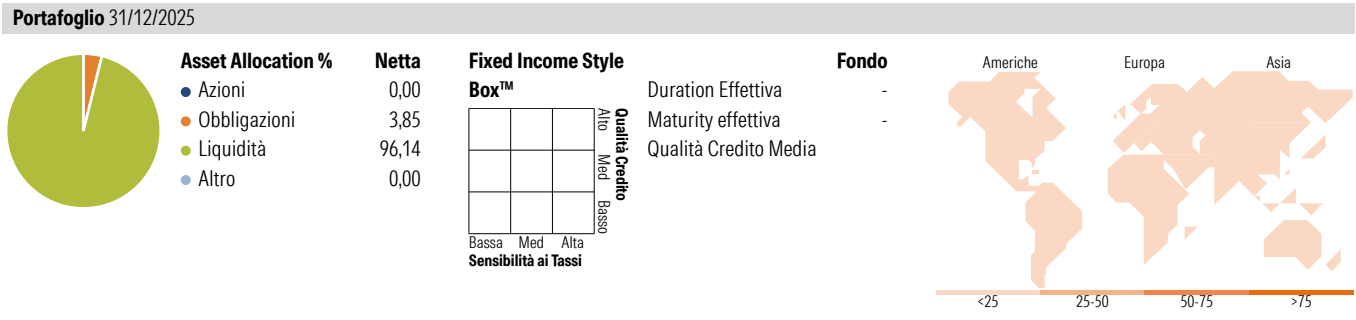 Portafoglio 31/12/2025
Asset Allocation % Netta
Azioni 0,00
Obbligazioni 3,85
Liquidità 96,14
Altro 0,00
Fixed Income Style
Box™
Alto Med Basso
Qualità Credito
Bassa Med Alta
Sensibilità ai Tassi
Fondo
Duration Effettiva -
Maturity effettiva -
Qualità Credito Media
Americhe Europa Asia
<25 25-50 50-75 >75